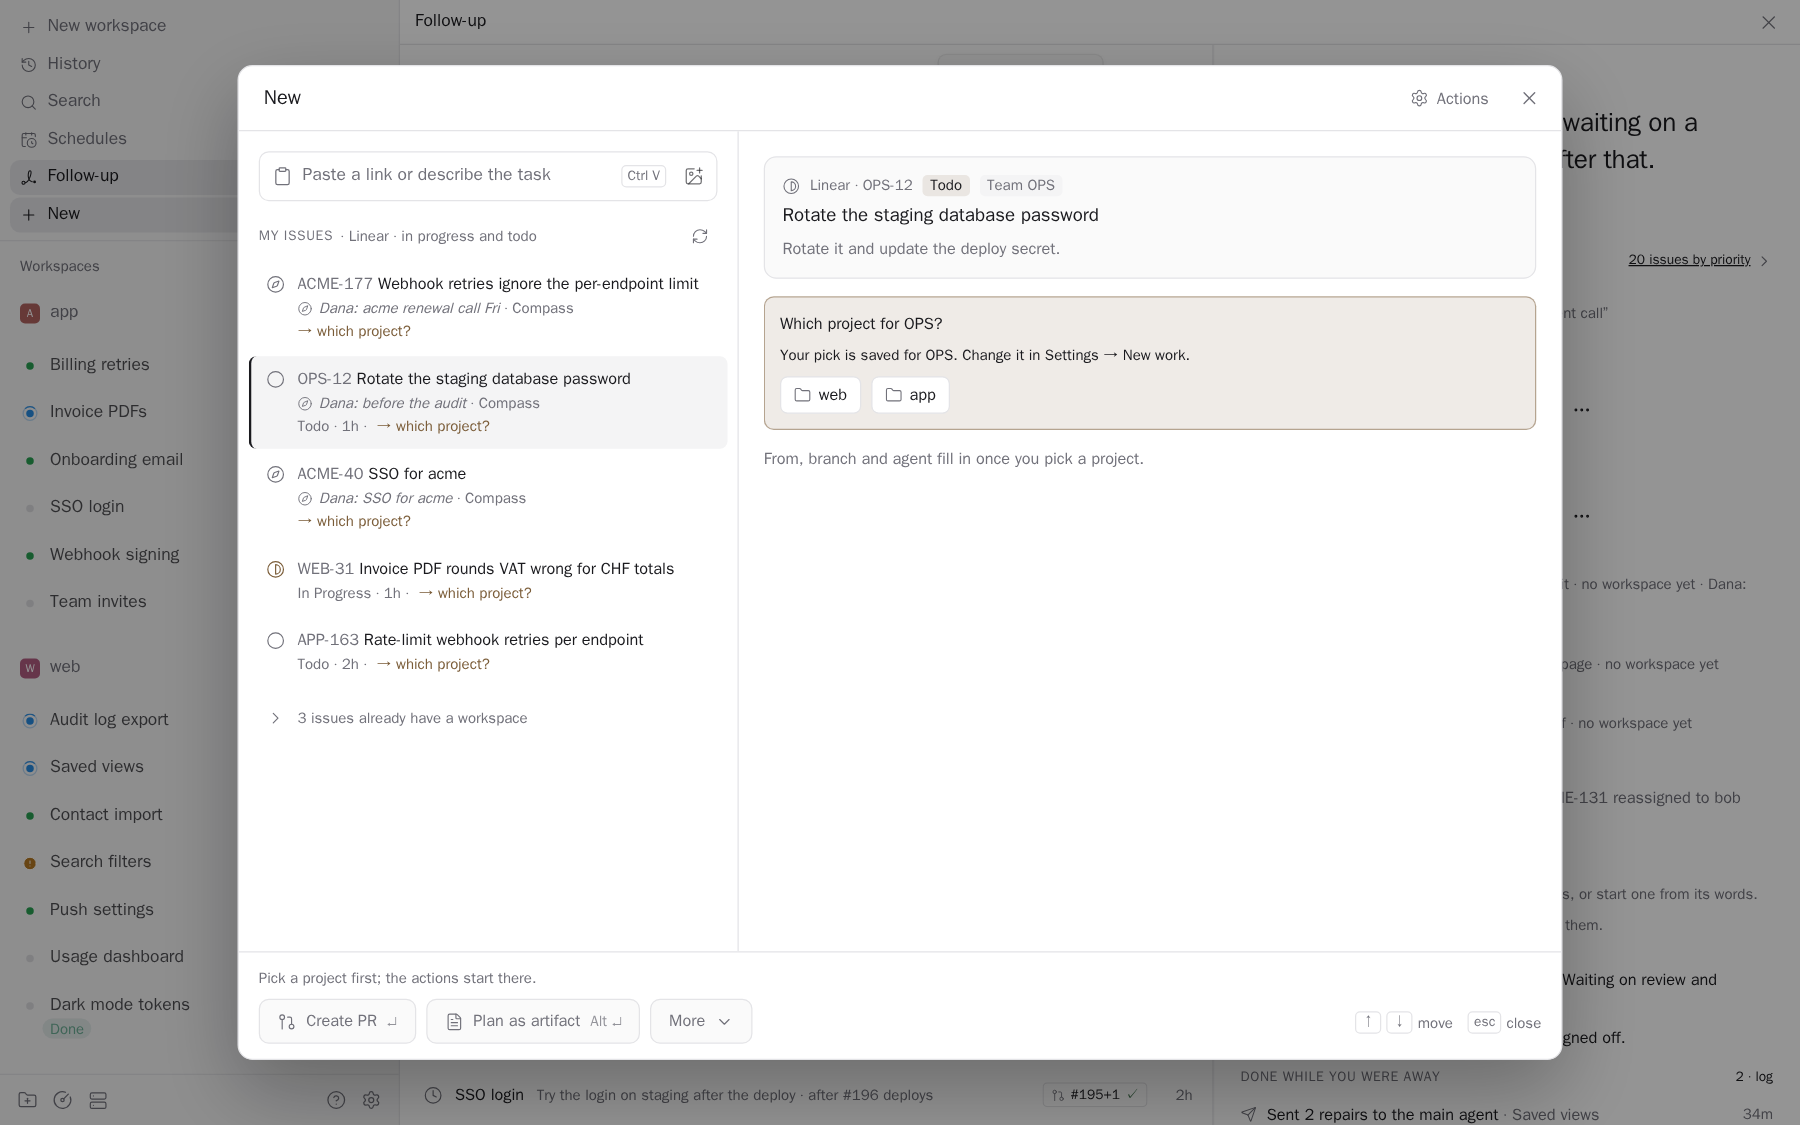 New workspace
History
Search
Schedules
Follow-up
New
Workspaces
A app
Billing retries
Invoice PDFs
Onboarding email
SSO login
Webhook signing
Team invites
W web
Audit log export
Saved views
Contact import
Search filters
Push settings
Usage dashboard
Dark mode tokens
Done
Follow-up
New
Actions
Paste a link or describe the task Ctrl V
MY ISSUES · Linear · in progress and todo
ACME-177 Webhook retries ignore the per-endpoint limit
Dana: acme renewal call Fri · Compass
→ which project?
OPS-12 Rotate the staging database password
Dana: before the audit · Compass
Todo · 1h · → which project?
ACME-40 SSO for acme
Dana: SSO for acme · Compass
→ which project?
WEB-31 Invoice PDF rounds VAT wrong for CHF totals
In Progress · 1h · → which project?
APP-163 Rate-limit webhook retries per endpoint
Todo · 2h · → which project?
3 issues already have a workspace
Linear · OPS-12 Todo Team OPS
Rotate the staging database password
Rotate it and update the deploy secret.
Which project for OPS?
Your pick is saved for OPS. Change it in Settings → New work.
web app
From, branch and agent fill in once you pick a project.
Pick a project first; the actions start there.
Create PR ↵ Plan as artifact Alt ↵ More
↑ ↓ move esc close
waiting on a
after that.
20 issues by priority
call”
· no workspace yet · Dana:
· no workspace yet
· no workspace yet
-131 reassigned to bob
, or start one from its words.
them.
Waiting on review and
off.
DONE WHILE YOU WERE AWAY 2 · log
Sent 2 repairs to the main agent · Saved views 34m
SSO login Try the login on staging after the deploy · after #196 deploys #195+1 ✓ 2h